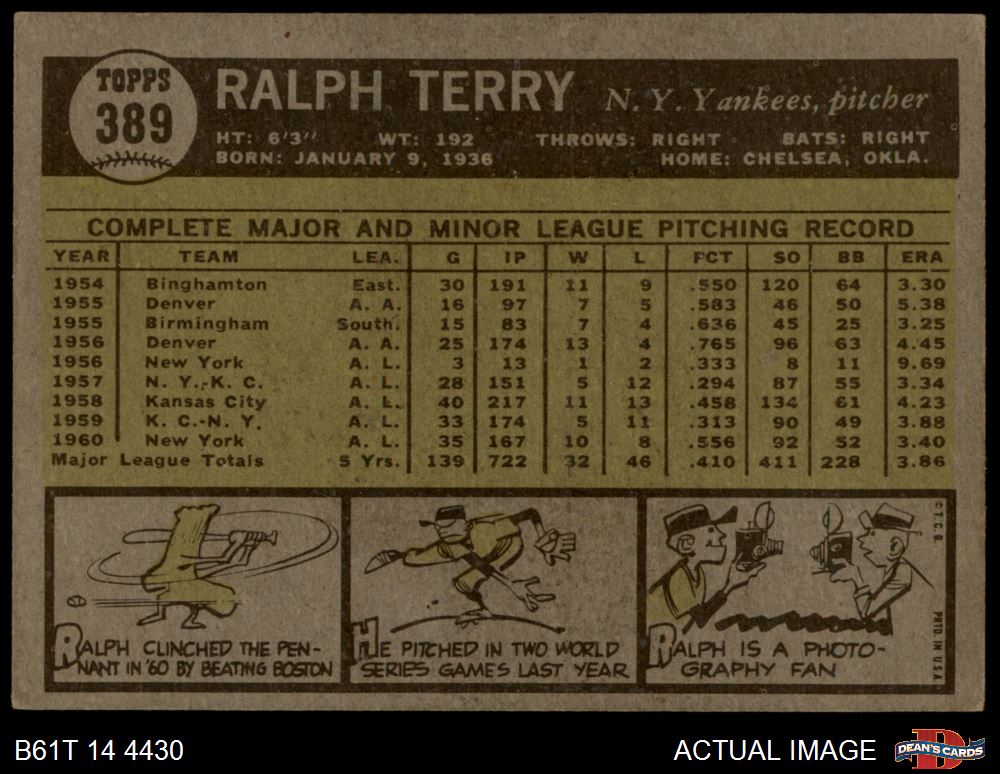 TOPPS
389
RALPH TERRY N. Y. Yankees, pitcher
HT: 6'3" WT: 192 THROWS: RIGHT BATS: RIGHT
BORN: JANUARY 9, 1936 HOME: CHELSEA, OKLA.
COMPLETE MAJOR AND MINOR LEAGUE PITCHING RECORD
YEAR TEAM LEA. G IP W L PCT SO BB ERA
1954 Binghamton East. 30 191 11 9 .550 120 64 3.30
1955 Denver A. A. 16 97 7 5 .583 46 50 5.38
1955 Birmingham South. 15 83 7 4 .636 45 25 3.25
1956 Denver A. A. 25 174 13 4 .765 96 63 4.45
1956 New York A. L. 3 13 1 2 .333 8 11 9.69
1957 N. Y.-K. C. A. L. 28 151 5 12 .294 87 55 3.34
1958 Kansas City A. L. 40 217 11 13 .458 134 61 4.23
1959 K. C.-N. Y. A. L. 33 174 5 11 .313 90 49 3.88
1960 New York A. L. 35 167 10 8 .556 92 52 3.40
Major League Totals 5 Yrs. 139 722 32 46 .410 411 228 3.86
RALPH CLINCHED THE PEN-
NANT IN '60 BY BEATING BOSTON
HE PITCHED IN TWO WORLD
SERIES GAMES LAST YEAR
RALPH IS A PHOTO-
GRAPHY FAN
© T. C. G.
PRTD. IN U.S.A.
B61T 14 4430
ACTUAL IMAGE
D
DEAN'S CARDS